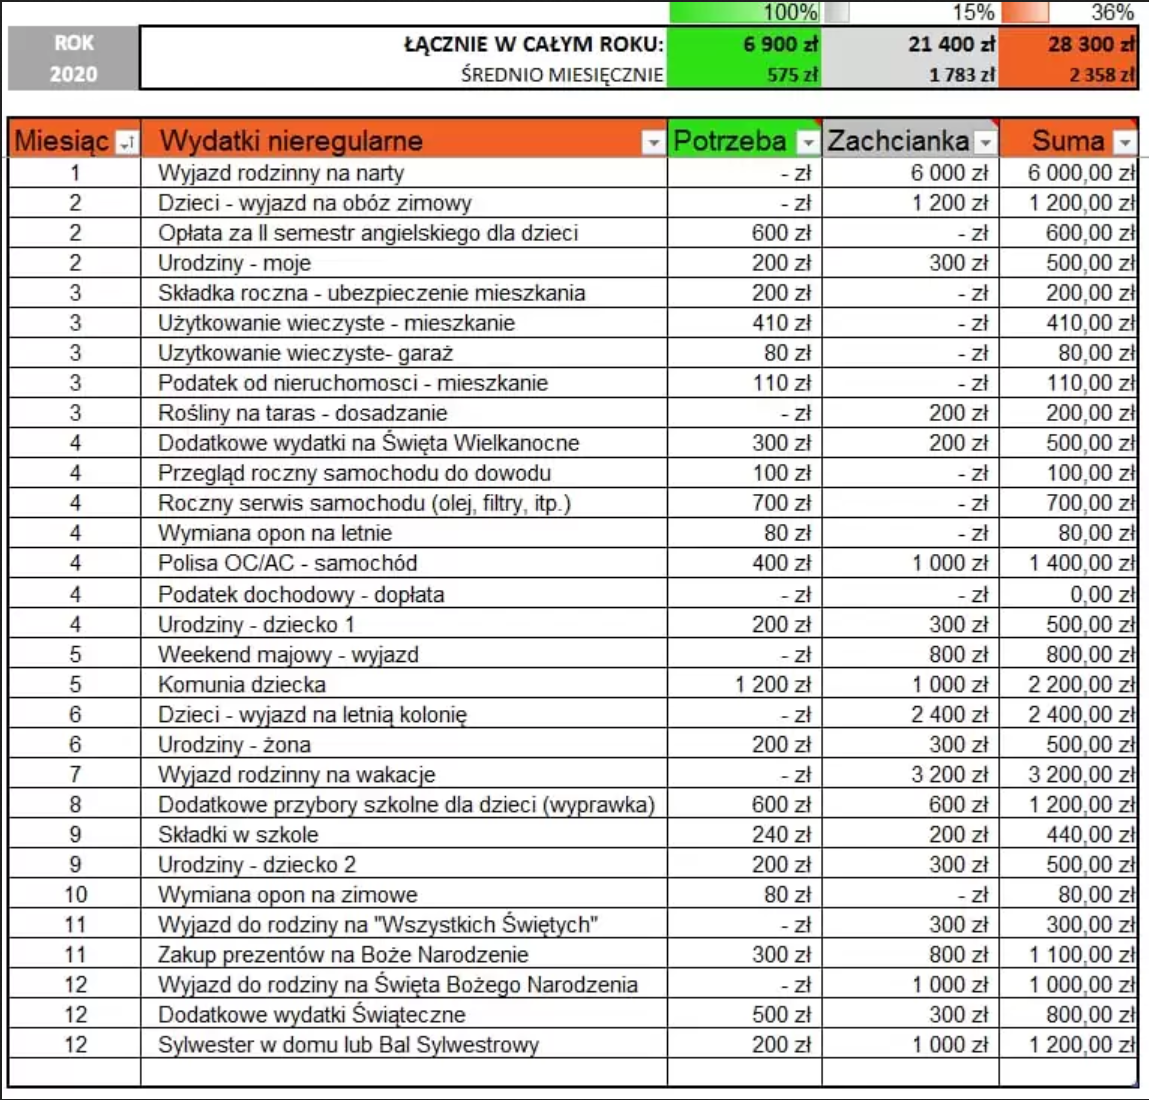 100% 15% 36%
ROK 2020
ŁĄCZNIE W CAŁYM ROKU: 6 900 zł 21 400 zł 28 300 zł
ŚREDNIO MIESIĘCZNIE 575 zł 1 783 zł 2 358 zł
Miesiąc Wydatki nieregularne Potrzeba Zachcianka Suma
1 Wyjazd rodzinny na narty - zł 6 000 zł 6 000,00 zł
2 Dzieci - wyjazd na obóz zimowy - zł 1 200 zł 1 200,00 zł
2 Opłata za II semestr angielskiego dla dzieci 600 zł - zł 600,00 zł
2 Urodziny - moje 200 zł 300 zł 500,00 zł
3 Składka roczna - ubezpieczenie mieszkania 200 zł - zł 200,00 zł
3 Użytkowanie wieczyste - mieszkanie 410 zł - zł 410,00 zł
3 Uzytkowanie wieczyste- garaż 80 zł - zł 80,00 zł
3 Podatek od nieruchomosci - mieszkanie 110 zł - zł 110,00 zł
3 Rośliny na taras - dosadzanie - zł 200 zł 200,00 zł
4 Dodatkowe wydatki na Święta Wielkanocne 300 zł 200 zł 500,00 zł
4 Przegląd roczny samochodu do dowodu 100 zł - zł 100,00 zł
4 Roczny serwis samochodu (olej, filtry, itp.) 700 zł - zł 700,00 zł
4 Wymiana opon na letnie 80 zł - zł 80,00 zł
4 Polisa OC/AC - samochód 400 zł 1 000 zł 1 400,00 zł
4 Podatek dochodowy - dopłata - zł - zł 0,00 zł
4 Urodziny - dziecko 1 200 zł 300 zł 500,00 zł
5 Weekend majowy - wyjazd - zł 800 zł 800,00 zł
5 Komunia dziecka 1 200 zł 1 000 zł 2 200,00 zł
6 Dzieci - wyjazd na letnią kolonię - zł 2 400 zł 2 400,00 zł
6 Urodziny - żona 200 zł 300 zł 500,00 zł
7 Wyjazd rodzinny na wakacje - zł 3 200 zł 3 200,00 zł
8 Dodatkowe przybory szkolne dla dzieci (wyprawka) 600 zł 600 zł 1 200,00 zł
9 Składki w szkole 240 zł 200 zł 440,00 zł
9 Urodziny - dziecko 2 200 zł 300 zł 500,00 zł
10 Wymiana opon na zimowe 80 zł - zł 80,00 zł
11 Wyjazd do rodziny na "Wszystkich Świętych" - zł 300 zł 300,00 zł
11 Zakup prezentów na Boże Narodzenie 300 zł 800 zł 1 100,00 zł
12 Wyjazd do rodziny na Święta Bożego Narodzenia - zł 1 000 zł 1 000,00 zł
12 Dodatkowe wydatki Świąteczne 500 zł 300 zł 800,00 zł
12 Sylwester w domu lub Bal Sylwestrowy 200 zł 1 000 zł 1 200,00 zł